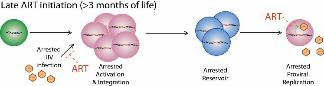 Late ART initiation (>3 months of life)
ART
Arrested
HIV
infection
ART
Arrested
Activation
& Integration
Arrested
Reservoir
Arrested
Proviral
Replication